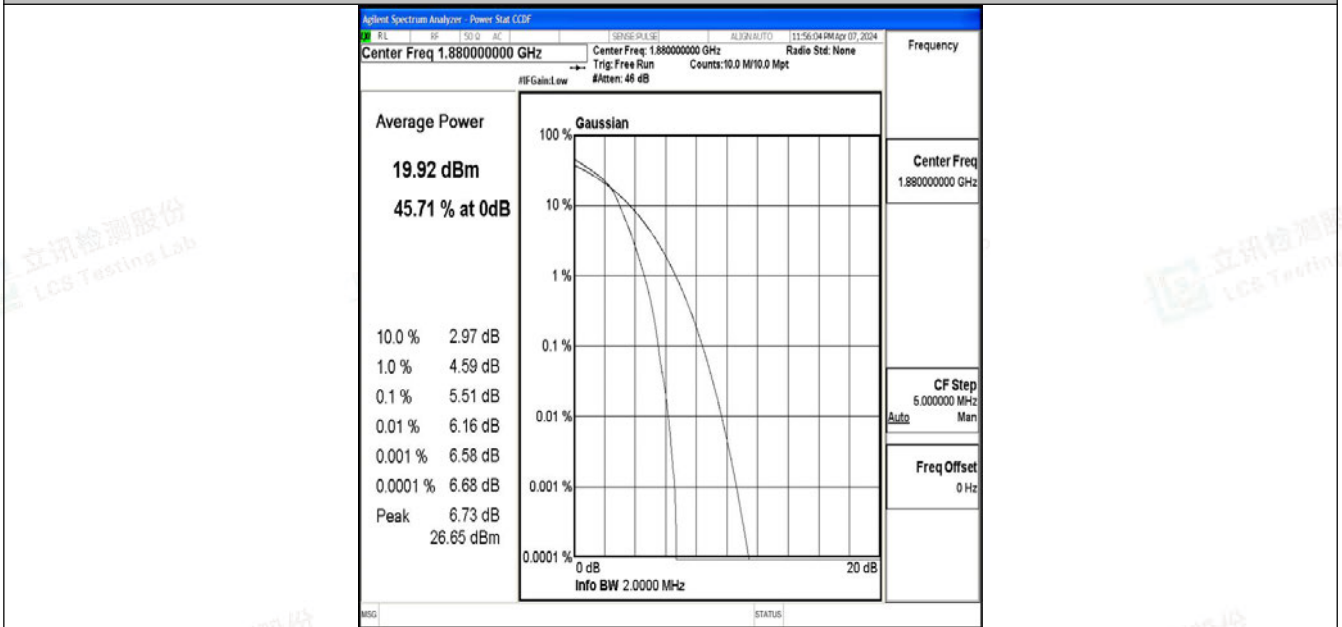 Agilent Spectrum Analyzer - Power Stat CCDF
RL RF 50 Ω AC SENSE:PULSE ALIGNAUTO 11:56:04 PM Apr 07, 2024
Center Freq 1.880000000 GHz
Center Freq: 1.880000000 GHz Radio Std: None
Trig: Free Run Counts:10.0 M/10.0 Mpt
#IFGain:Low #Atten: 46 dB
Frequency
Average Power
19.92 dBm
45.71 % at 0dB
10.0 % 2.97 dB
1.0 % 4.59 dB
0.1 % 5.51 dB
0.01 % 6.16 dB
0.001 % 6.58 dB
0.0001 % 6.68 dB
Peak 6.73 dB
26.65 dBm
Gaussian
100 %
10 %
1 %
0.1 %
0.01 %
0.001 %
0.0001 %
0 dB 20 dB
Info BW 2.0000 MHz
Center Freq
1.880000000 GHz
CF Step
5.000000 MHz
Auto Man
Freq Offset
0 Hz
MSG STATUS
立讯检测股份
LCS Testing Lab
立讯检测股
LCS Testing